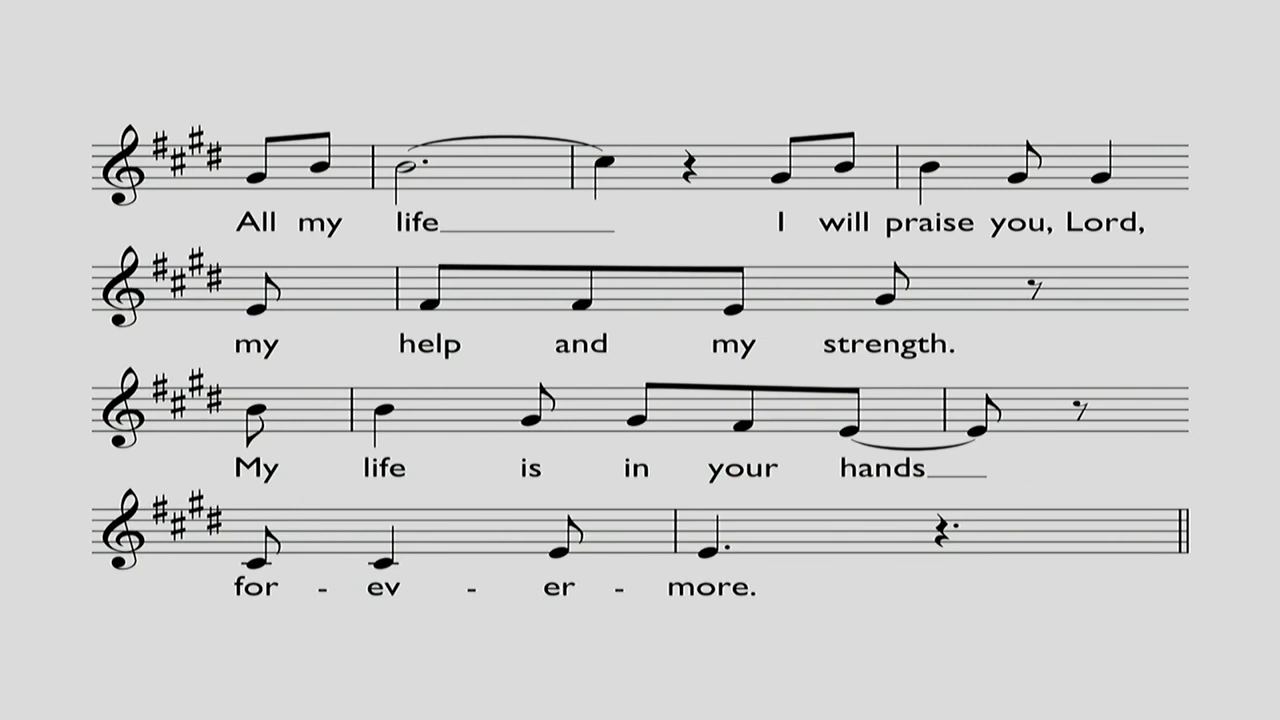 All my life I will praise you, Lord,
my help and my strength.
My life is in your hands
for - ev - er - more.